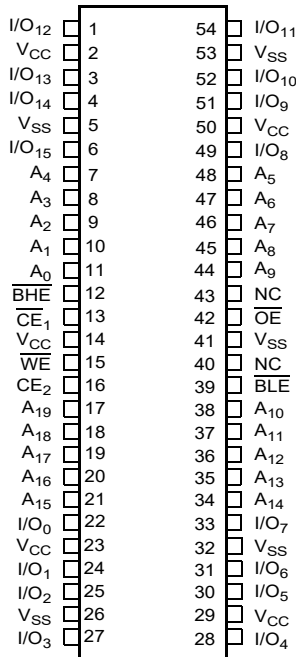 I/O12 1 54 I/O11
VCC 2 53 VSS
I/O13 3 52 I/O10
I/O14 4 51 I/O9
VSS 5 50 VCC
I/O15 6 49 I/O8
A4 7 48 A5
A3 8 47 A6
A2 9 46 A7
A1 10 45 A8
A0 11 44 A9
BHE 12 43 NC
CE1 13 42 OE
VCC 14 41 VSS
WE 15 40 NC
CE2 16 39 BLE
A19 17 38 A10
A18 18 37 A11
A17 19 36 A12
A16 20 35 A13
A15 21 34 A14
I/O0 22 33 I/O7
VCC 23 32 VSS
I/O1 24 31 I/O6
I/O2 25 30 I/O5
VSS 26 29 VCC
I/O3 27 28 I/O4